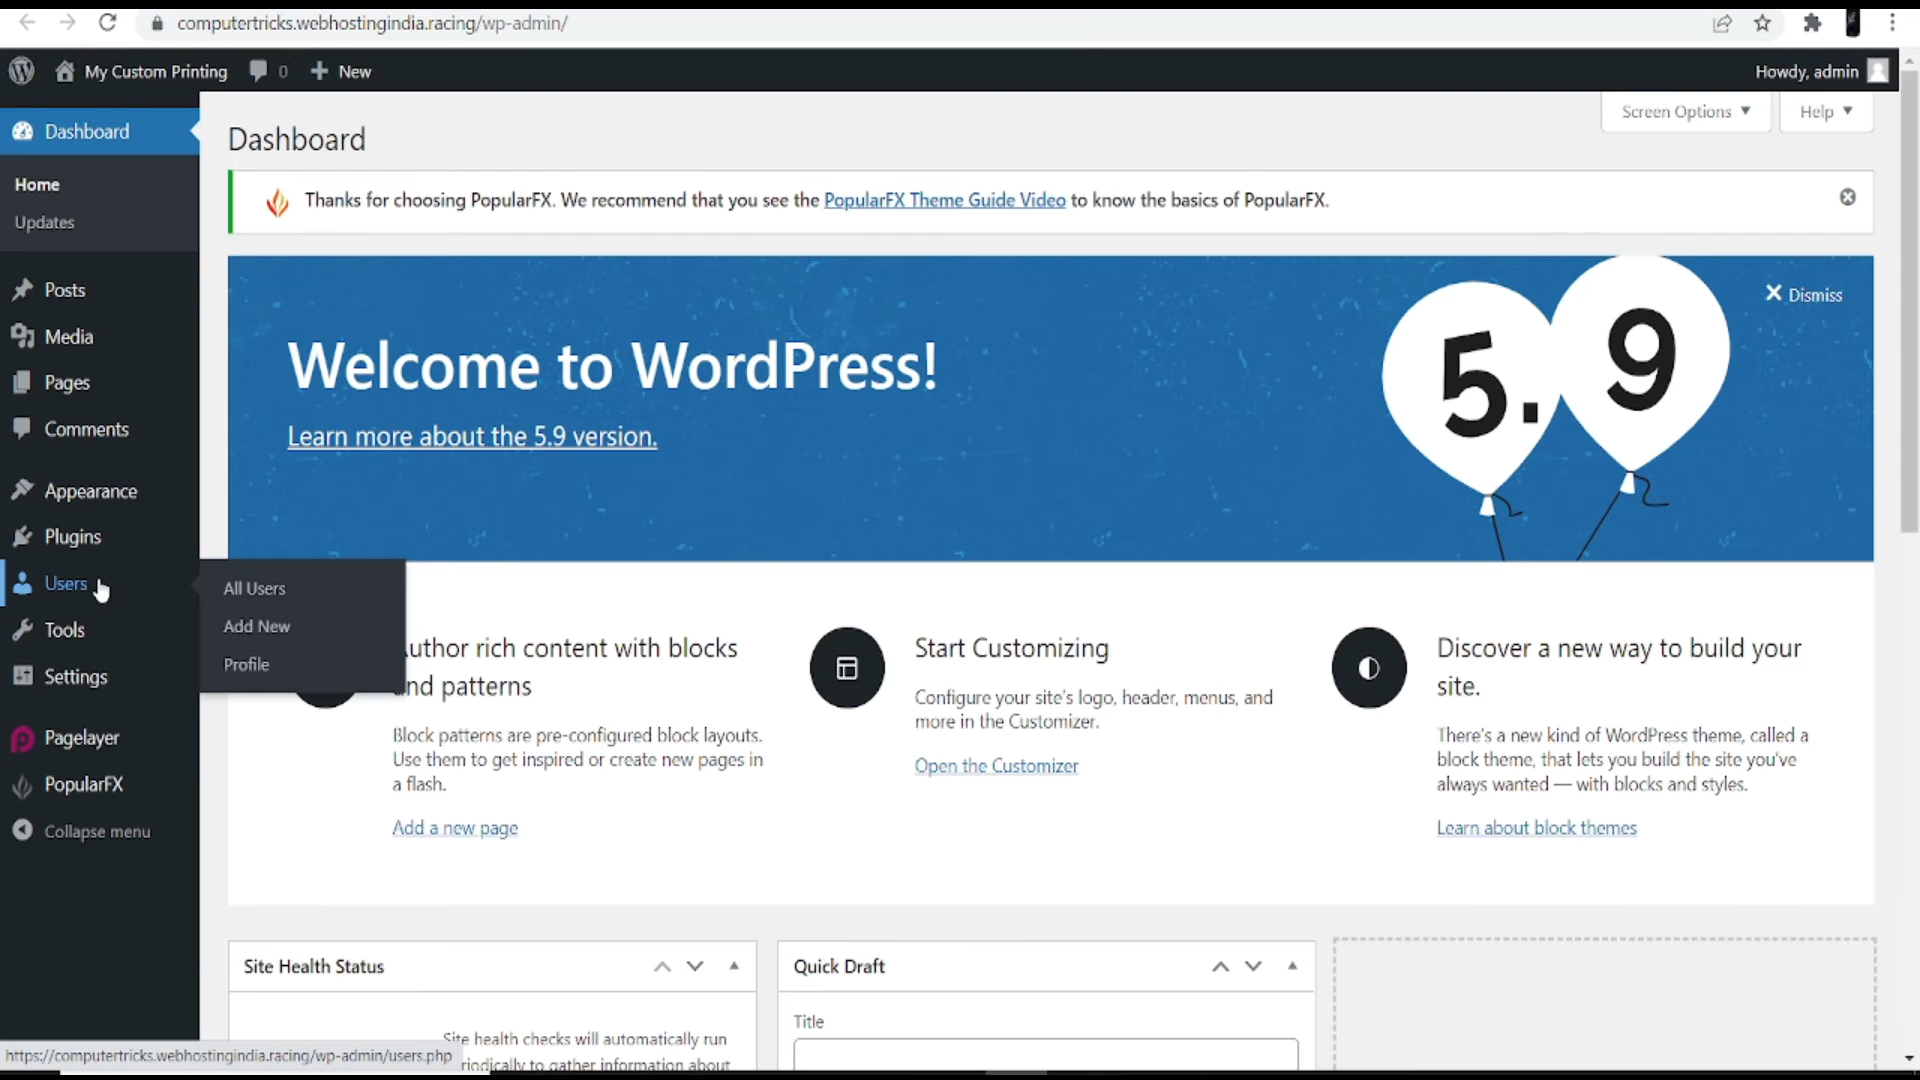 computertricks.webhostingindia.racing/wp-admin/
My Custom Printing 0 New
Howdy, admin
Dashboard
Home
Updates
Posts
Media
Pages
Comments
Appearance
Plugins
Users
Tools
Settings
Pagelayer
PopularFX
Collapse menu
All Users
Add New
Profile
Screen Options
Help
Dashboard
Thanks for choosing PopularFX. We recommend that you see the PopularFX Theme Guide Video to know the basics of PopularFX.
Dismiss
Welcome to WordPress!
Learn more about the 5.9 version.
5.9
uthor rich content with blocks
nd patterns
Block patterns are pre-configured block layouts.
Use them to get inspired or create new pages in
a flash.
Add a new page
Start Customizing
Configure your site's logo, header, menus, and
more in the Customizer.
Open the Customizer
Discover a new way to build your
site.
There's a new kind of WordPress theme, called a
block theme, that lets you build the site you've
always wanted — with blocks and styles.
Learn about block themes
Site Health Status
Site health checks will automatically run
riodically to gather information about
Quick Draft
Title
https://computertricks.webhostingindia.racing/wp-admin/users.php